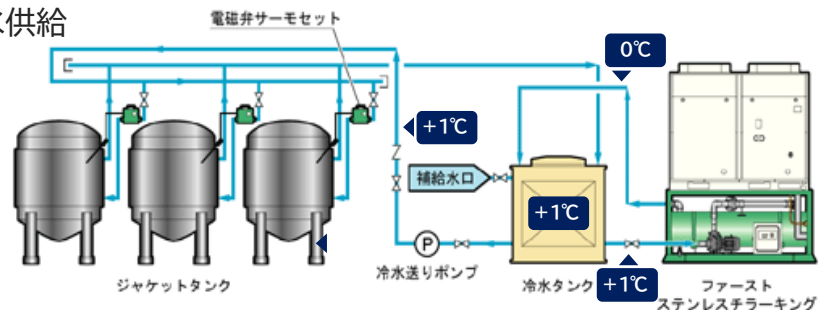 水供給
電磁弁サーモセット
0℃
+1℃
補給水口
+1℃
P
冷水送りポンプ
ジャケットタンク
冷水タンク
+1℃
ファースト
ステンレスチラーキング